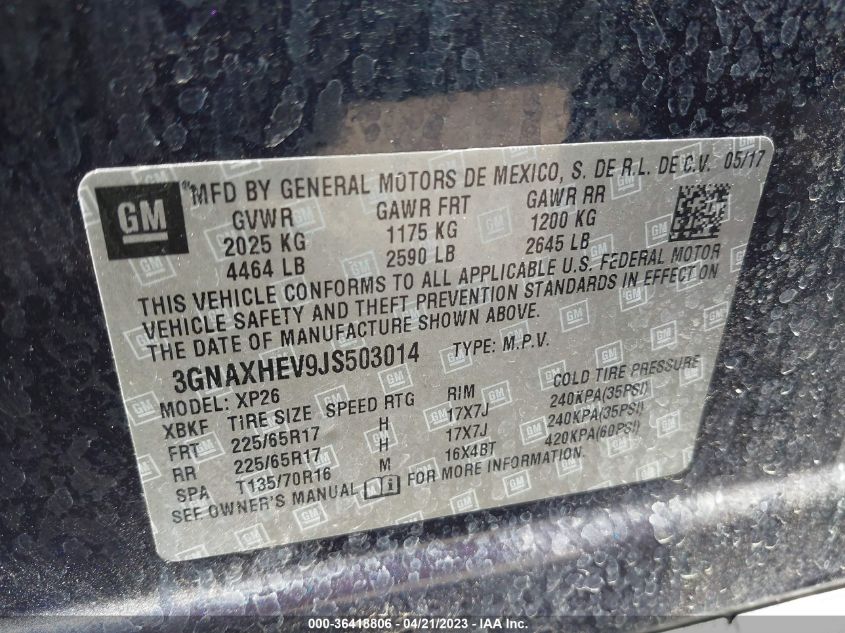 GM
®MFD BY GENERAL MOTORS DE MEXICO, S. DE R.L. DE C.V. 05/17
GVWR GAWR FRT GAWR RR
2025 KG 1175 KG 1200 KG
4464 LB 2590 LB 2645 LB
THIS VEHICLE CONFORMS TO ALL APPLICABLE U.S. FEDERAL MOTOR
VEHICLE SAFETY AND THEFT PREVENTION STANDARDS IN EFFECT ON
THE DATE OF MANUFACTURE SHOWN ABOVE.
3GNAXHEV9JS503014 TYPE: M.P.V.
MODEL: XP26
XBKF TIRE SIZE SPEED RTG RIM COLD TIRE PRESSURE
FRT 225/65R17 H 17X7J 240KPA(35PSI)
RR 225/65R17 H 17X7J 240KPA(35PSI)
SPA T135/70R16 M 16X4BT 420KPA(60PSI)
SEE OWNER'S MANUAL FOR MORE INFORMATION.
000-36418806 - 04/21/2023 - IAA Inc.